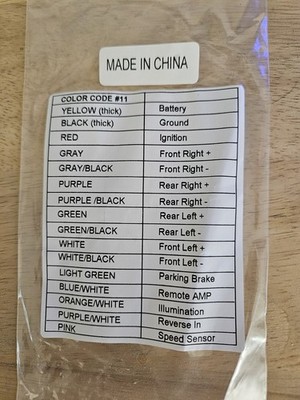 MADE IN CHINA
COLOR CODE #11
YELLOW (thick) Battery
BLACK (thick) Ground
RED Ignition
GRAY Front Right +
GRAY/BLACK Front Right -
PURPLE Rear Right +
PURPLE /BLACK Rear Right -
GREEN Rear Left +
GREEN/BLACK Rear Left -
WHITE Front Left +
WHITE/BLACK Front Left -
LIGHT GREEN Parking Brake
BLUE/WHITE Remote AMP
ORANGE/WHITE Illumination
PURPLE/WHITE Reverse In
PINK Speed Sensor